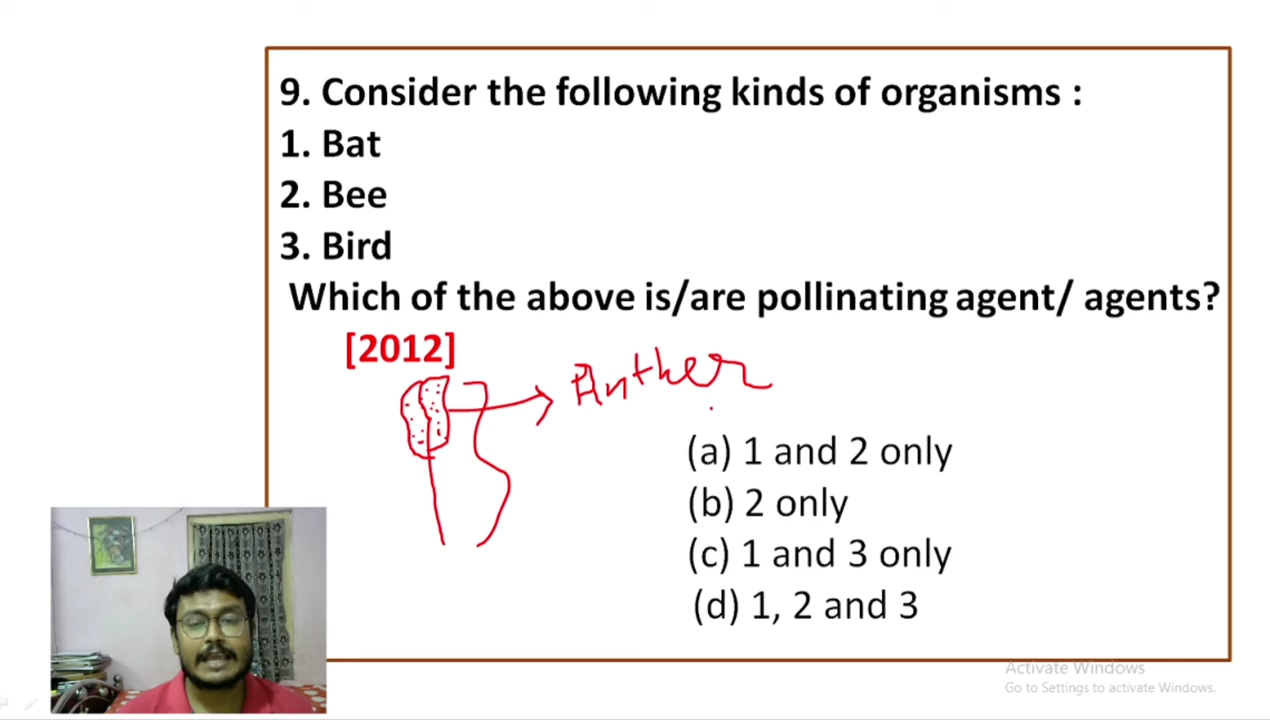 9. Consider the following kinds of organisms :
1. Bat
2. Bee
3. Bird
Which of the above is/are pollinating agent/ agents?
[2012]
Anther
(a) 1 and 2 only
(b) 2 only
(c) 1 and 3 only
(d) 1, 2 and 3
Activate Windows
Go to Settings to activate Windows.